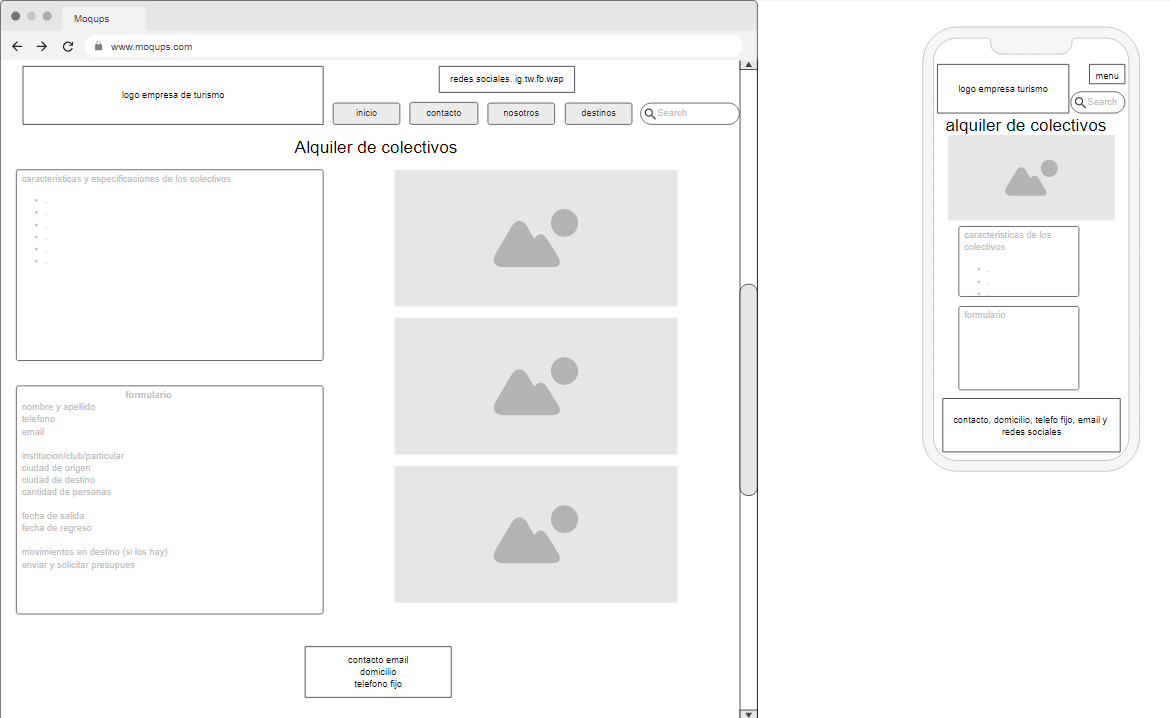 Moqups
www.moqups.com
logo empresa de turismo
redes sociales. ig.tw.fb.wap
inicio
contacto
nosotros
destinos
Search
Alquiler de colectivos
caracteristicas y especificaciones de los colectivos
• .
• .
• .
• .
• .
• .
formulario
nombre y apellido
telefono
email
institucion/club/particular
ciudad de origen
ciudad de destino
cantidad de personas
fecha de salida
fecha de regreso
movimientos en destino (si los hay)
enviar y solicitar presupues
contacto email
domicilio
telefono fijo
logo empresa turismo
menu
Search
alquiler de colectivos
caracteristicas de los
colectivos
• .
• .
• .
formulario
contacto, domicilio, telefo fijo, email y
redes sociales